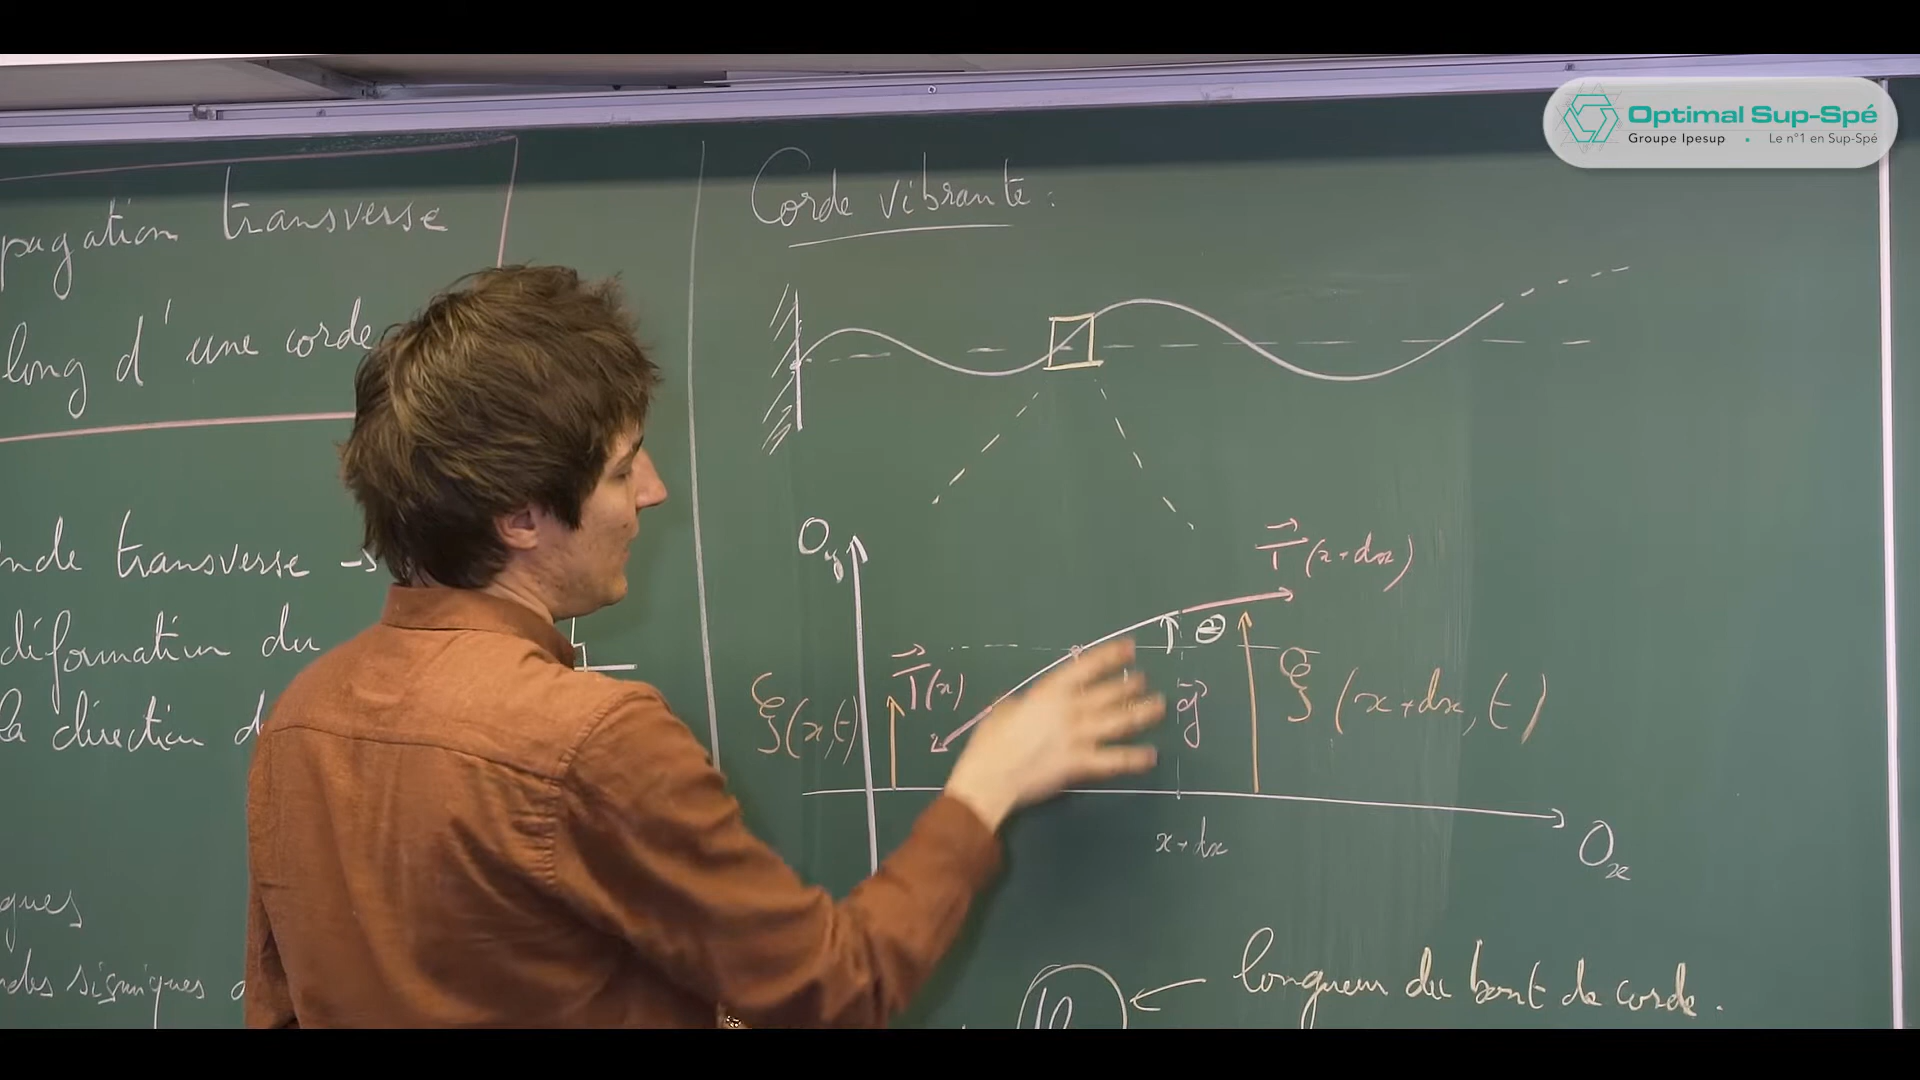 Optimal Sup-Spé
Groupe Ipesup • Le n°1 en Sup-Spé
pagation transverse
long d'une corde
nde transverse →
déformation du
la direction d
gues
ndes sismiques d
Corde vibrante :
Oy
T(x+dx)
T(x)
θ
ξ(x,t)
g
ξ(x+dx,t)
x+dx
Ox
longueur du bout de corde.